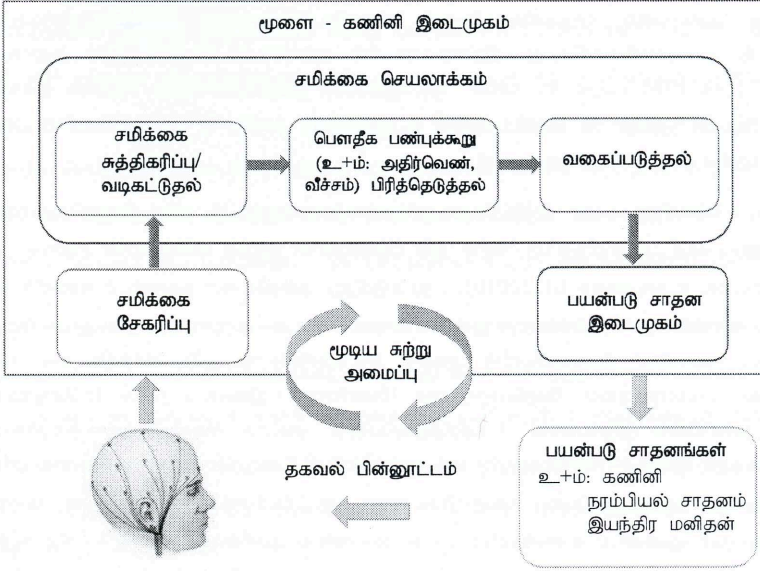 மூளை - கணினி இடைமுகம்
சமிக்கை செயலாக்கம்
சமிக்கை
சுத்திகரிப்பு/
வடிகட்டுதல்
பௌதீக பண்புக்கூறு
(உ+ம்: அதிர்வெண்,
வீச்சம்) பிரித்தெடுத்தல்
வகைப்படுத்தல்
சமிக்கை
சேகரிப்பு
மூடிய சுற்று
அமைப்பு
பயன்படு சாதன
இடைமுகம்
தகவல் பின்னூட்டம்
பயன்படு சாதனங்கள்
உ+ம்: கணினி
நரம்பியல் சாதனம்
இயந்திர மனிதன்